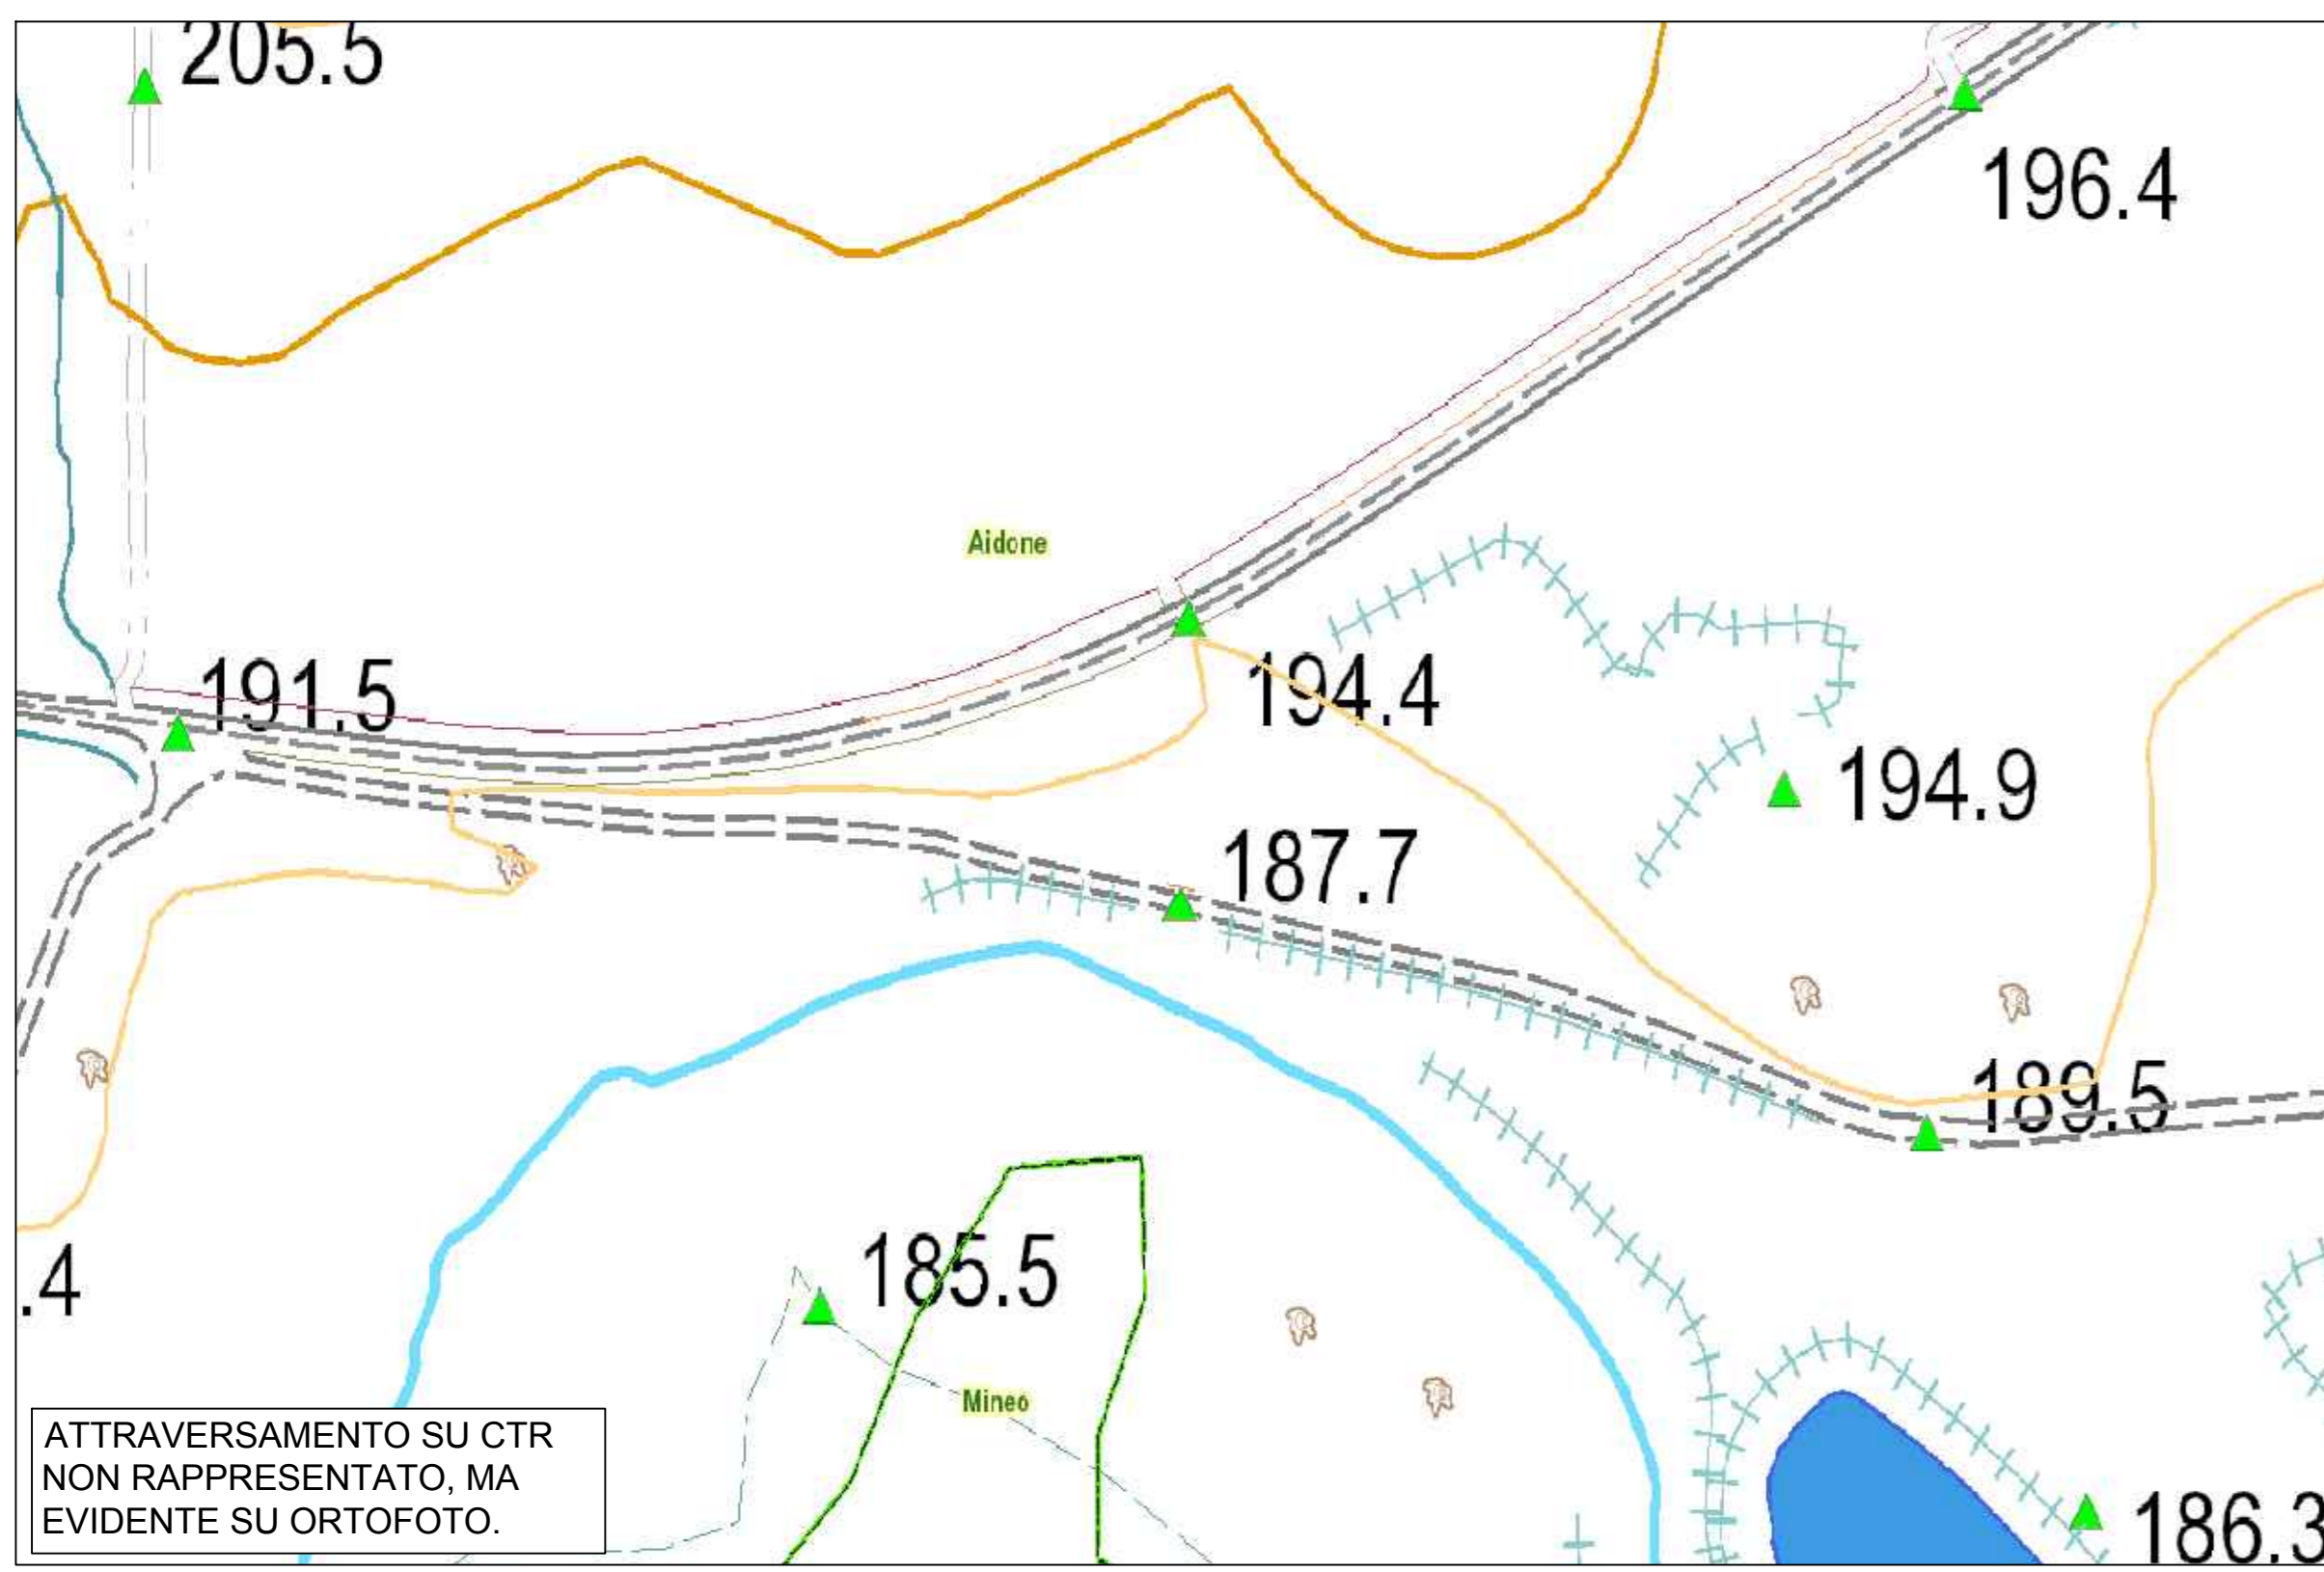 205.5
196.4
Aidone
191.5
194.4
194.9
187.7
189.5
.4
185.5
Mineo
186.3
ATTRAVERSAMENTO SU CTR
NON RAPPRESENTATO, MA
EVIDENTE SU ORTOFOTO.